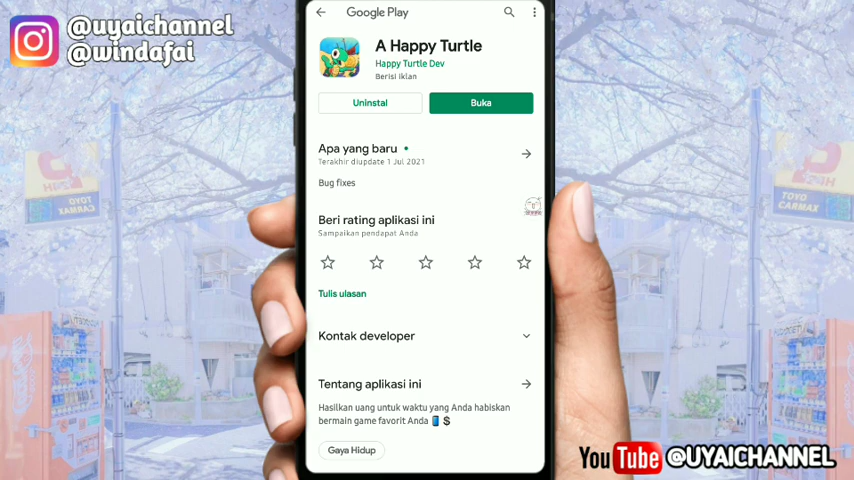 @uyaichannel
@windafai
Google Play
A Happy Turtle
Happy Turtle Dev
Berisi iklan
Uninstal
Buka
Apa yang baru
Terakhir diupdate 1 Jul 2021
Bug fixes
Beri rating aplikasi ini
Sampaikan pendapat Anda
Tulis ulasan
Kontak developer
Tentang aplikasi ini
Hasilkan uang untuk waktu yang Anda habiskan
bermain game favorit Anda 📱💲
Gaya Hidup
TOYO
CARMAX
YouTube @UYAICHANNEL